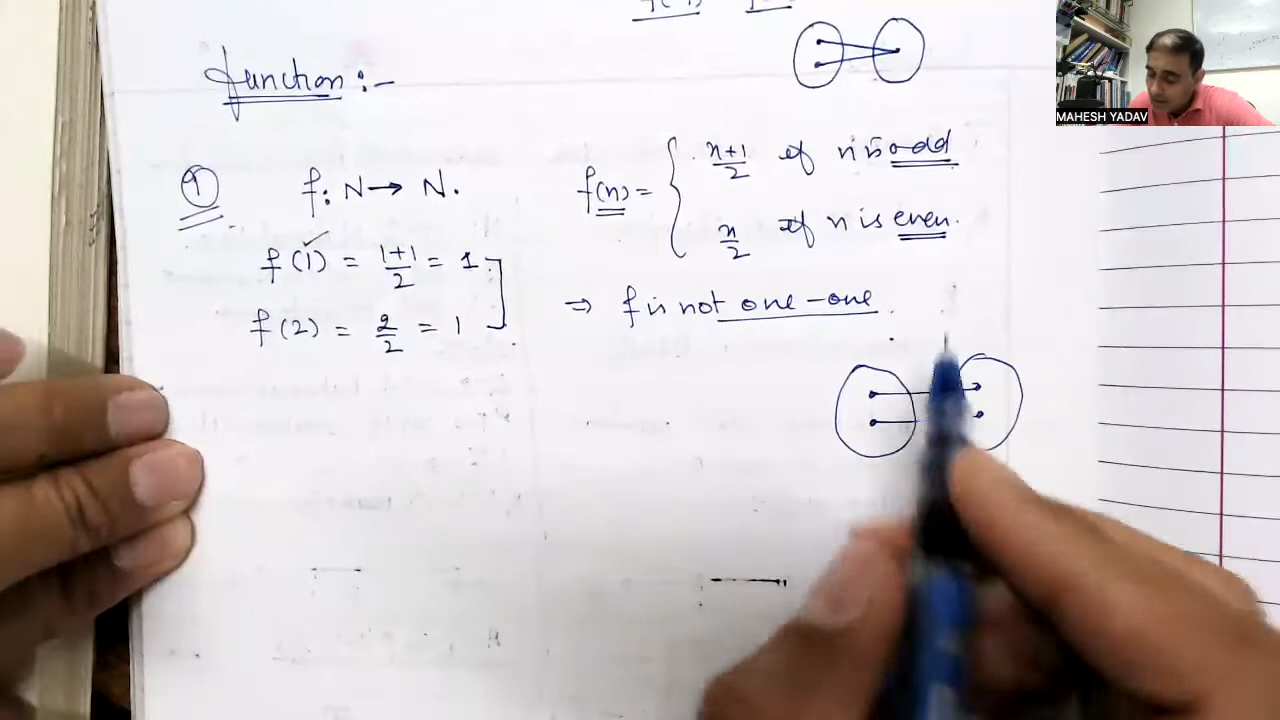 MAHESH YADAV
function :-
① f: N → N. f(n) = { n+1/2 if n is odd
n/2 if n is even.
f(1) = 1+1/2 = 1
f(2) = 2/2 = 1 ⇒ f is not one-one.